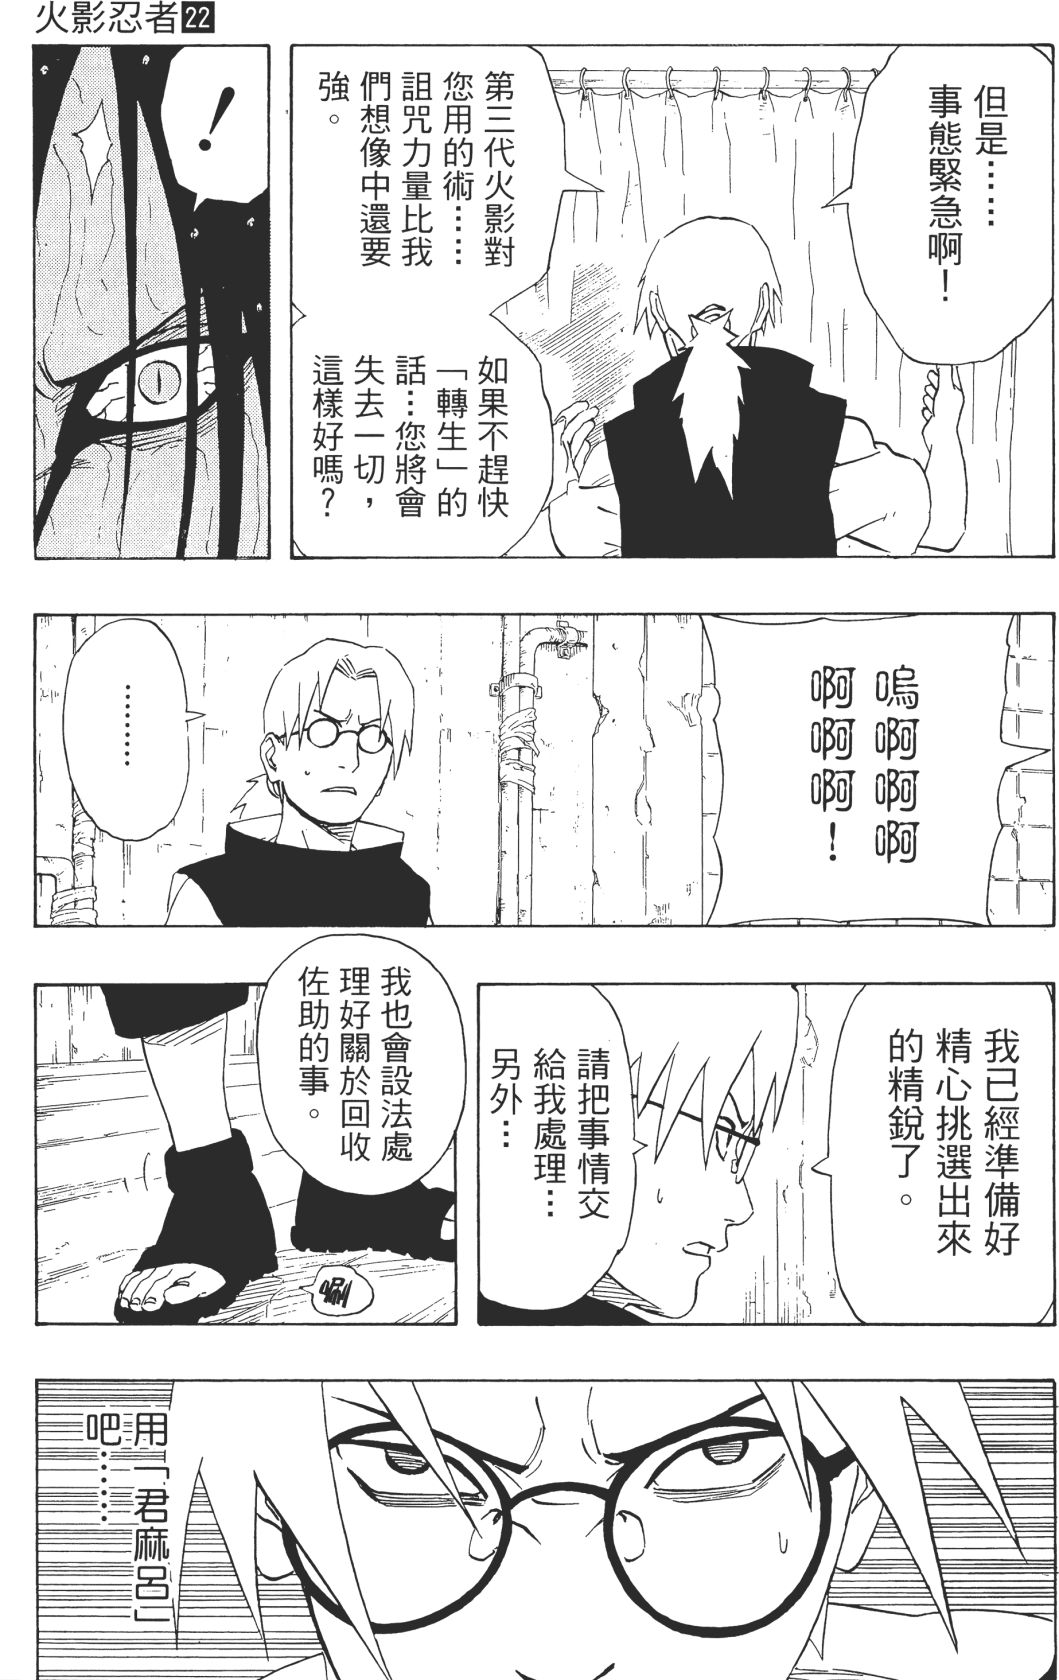 火影忍者22
但是……
事態緊急啊！
第三代火影對
您用的術……
詛咒力量比我
們想像中還要
強。
如果不趕快
「轉生」的
話…您將會
失去一切，
這樣好嗎？
！
嗚啊啊啊
啊啊啊！
………
我已經準備好
精心挑選出來
的精銳了。
請把事情交
給我處理…
另外…
我也會設法處
理好關於回收
佐助的事。
唰
用「君麻呂」
吧……